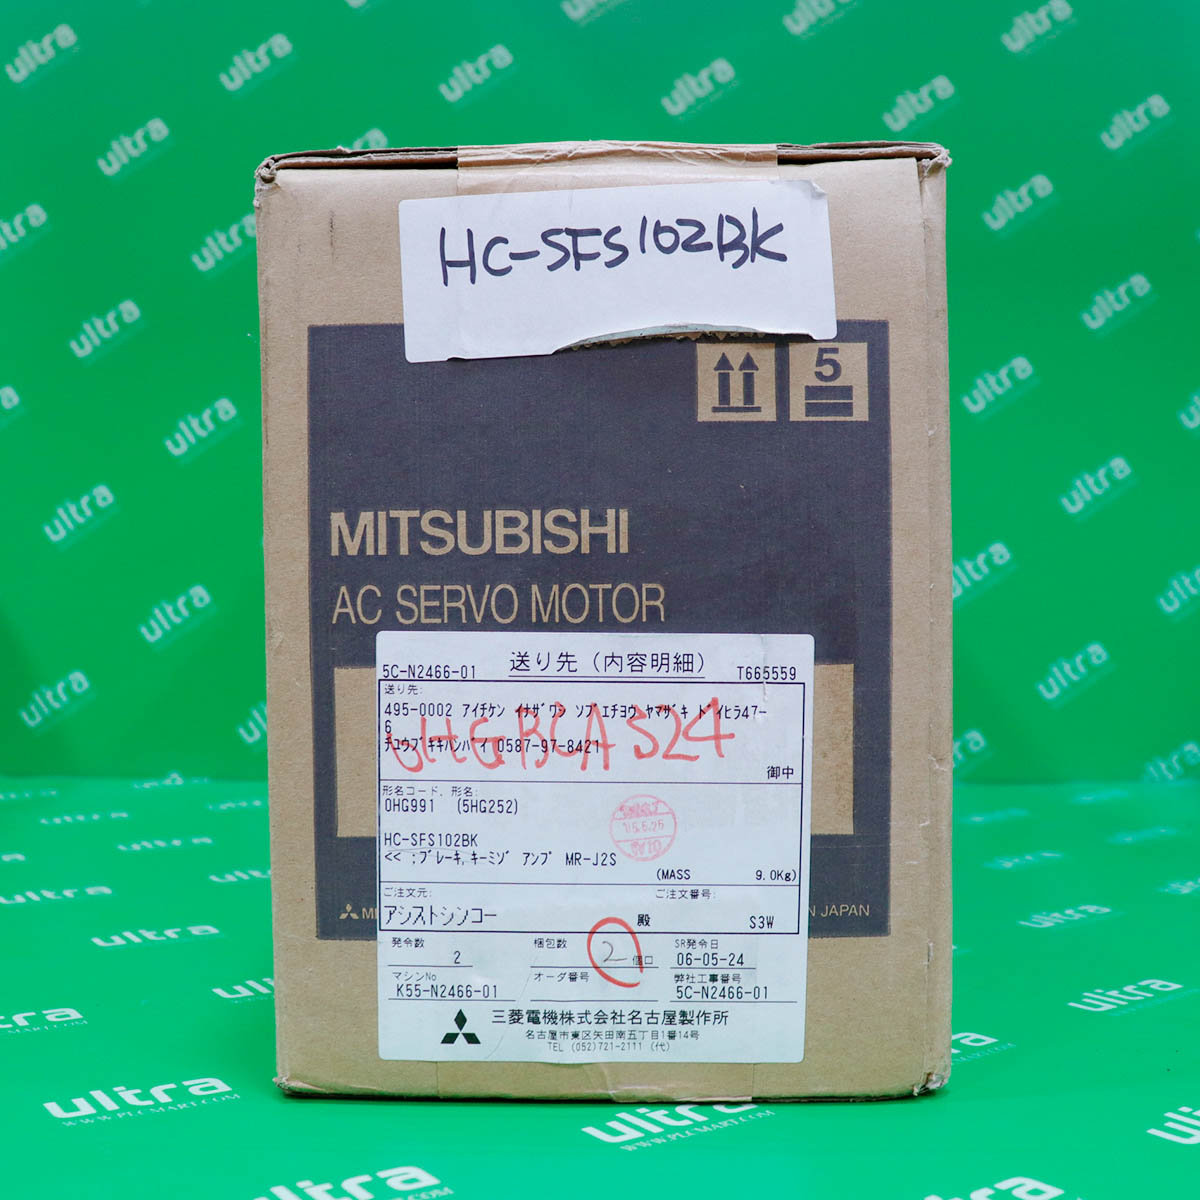 HC-SFS102BK
5
MITSUBISHI
AC SERVO MOTOR
5C-N2466-01 送り先(内容明細) T665559
送り先:
495-0002 アイチケン イナザワシ ソブエチヨウ ヤマザキ ドイヒラ47-
6
チユウブキキハンバイ 0587-97-8421
御中
形名コード、形名:
0HG991 (5HG252)
HC-SFS102BK
<< :ブレーキ,キーミゾ アンプ MR-J2S
(MASS 9.0Kg)
ご注文元: ご注文番号:
アシストシンコー 殿 S3W
JAPAN
発令数 梱包数 SR発令日
2 2 個口 06-05-24
マシンNo オーダ番号 弊社工事番号
K55-N2466-01 5C-N2466-01
三菱電機株式会社名古屋製作所
名古屋市東区矢田南五丁目1番14号
TEL (052)721-2111 (代)
ultra
WWW.PLCMART.COM